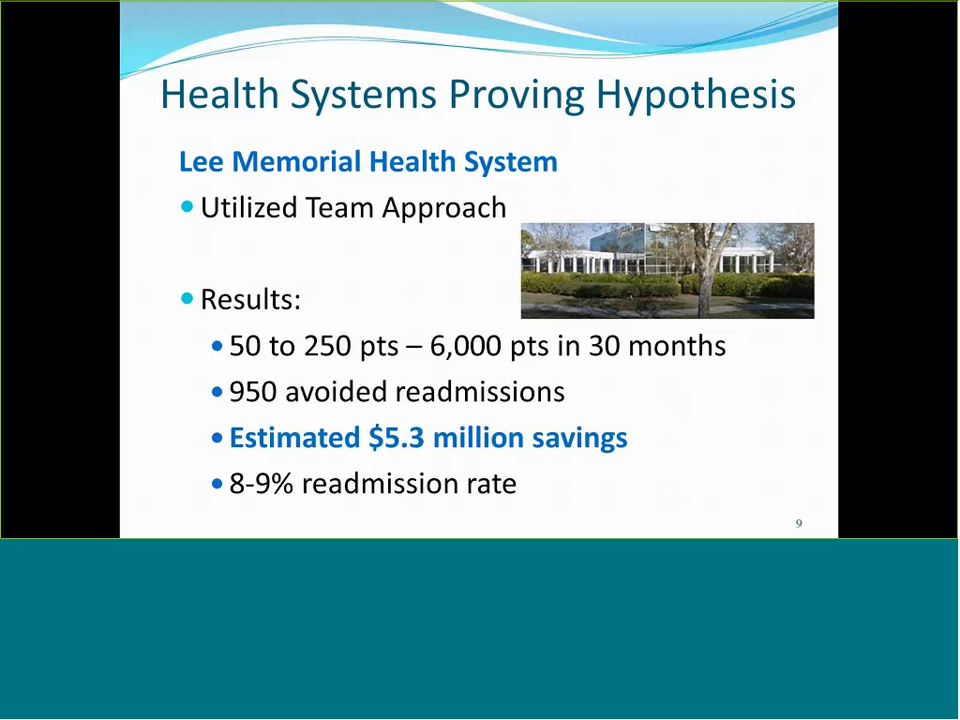 Health Systems Proving Hypothesis
Lee Memorial Health System
• Utilized Team Approach
• Results:
• 50 to 250 pts – 6,000 pts in 30 months
• 950 avoided readmissions
• Estimated $5.3 million savings
• 8-9% readmission rate
9